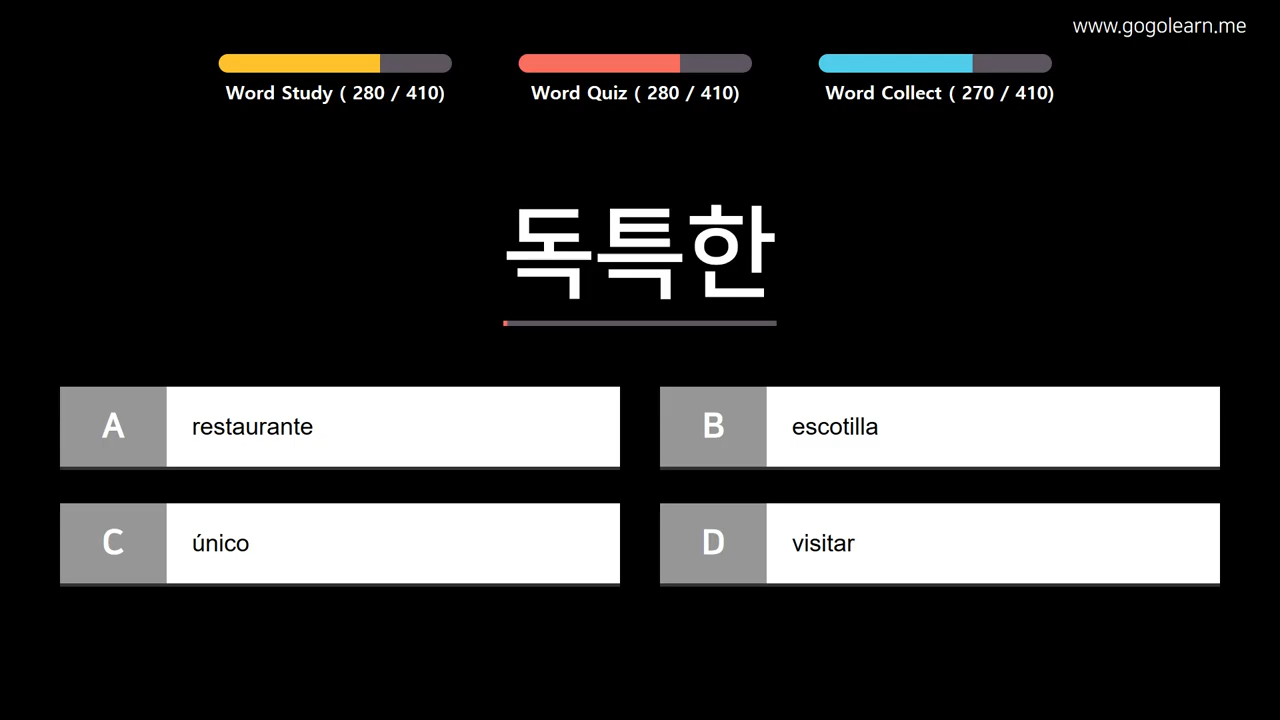 www.gogolearn.me
Word Study ( 280 / 410)
Word Quiz ( 280 / 410)
Word Collect ( 270 / 410)
독특한
A restaurante
B escotilla
C único
D visitar